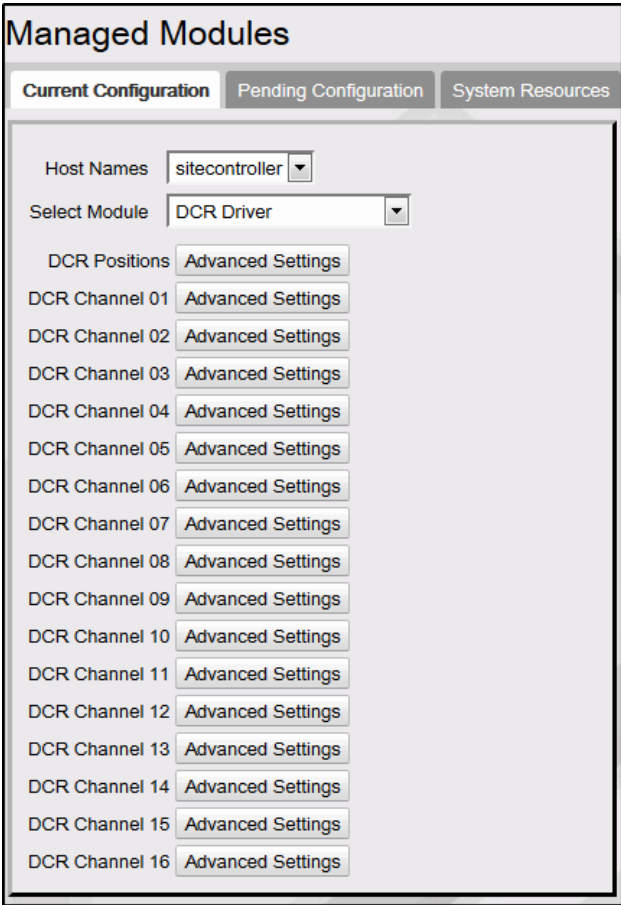 Managed Modules
Current Configuration Pending Configuration System Resources
Host Names sitecontroller
Select Module DCR Driver
DCR Positions Advanced Settings
DCR Channel 01 Advanced Settings
DCR Channel 02 Advanced Settings
DCR Channel 03 Advanced Settings
DCR Channel 04 Advanced Settings
DCR Channel 05 Advanced Settings
DCR Channel 06 Advanced Settings
DCR Channel 07 Advanced Settings
DCR Channel 08 Advanced Settings
DCR Channel 09 Advanced Settings
DCR Channel 10 Advanced Settings
DCR Channel 11 Advanced Settings
DCR Channel 12 Advanced Settings
DCR Channel 13 Advanced Settings
DCR Channel 14 Advanced Settings
DCR Channel 15 Advanced Settings
DCR Channel 16 Advanced Settings